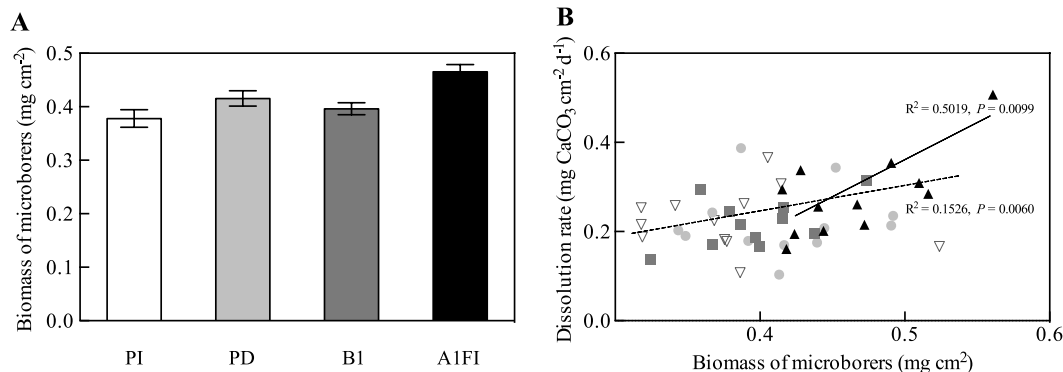 A
Biomass of microborers (mg cm⁻²)
0.5
0.4
0.3
0.2
0.1
0.0
PI
PD
B1
A1FI
B
Dissolution rate (mg CaCO₃ cm⁻² d⁻¹)
0.6
0.4
0.2
0.0
R² = 0.5019, P = 0.0099
R² = 0.1526, P = 0.0060
0.4
0.5
0.6
Biomass of microborers (mg cm²)